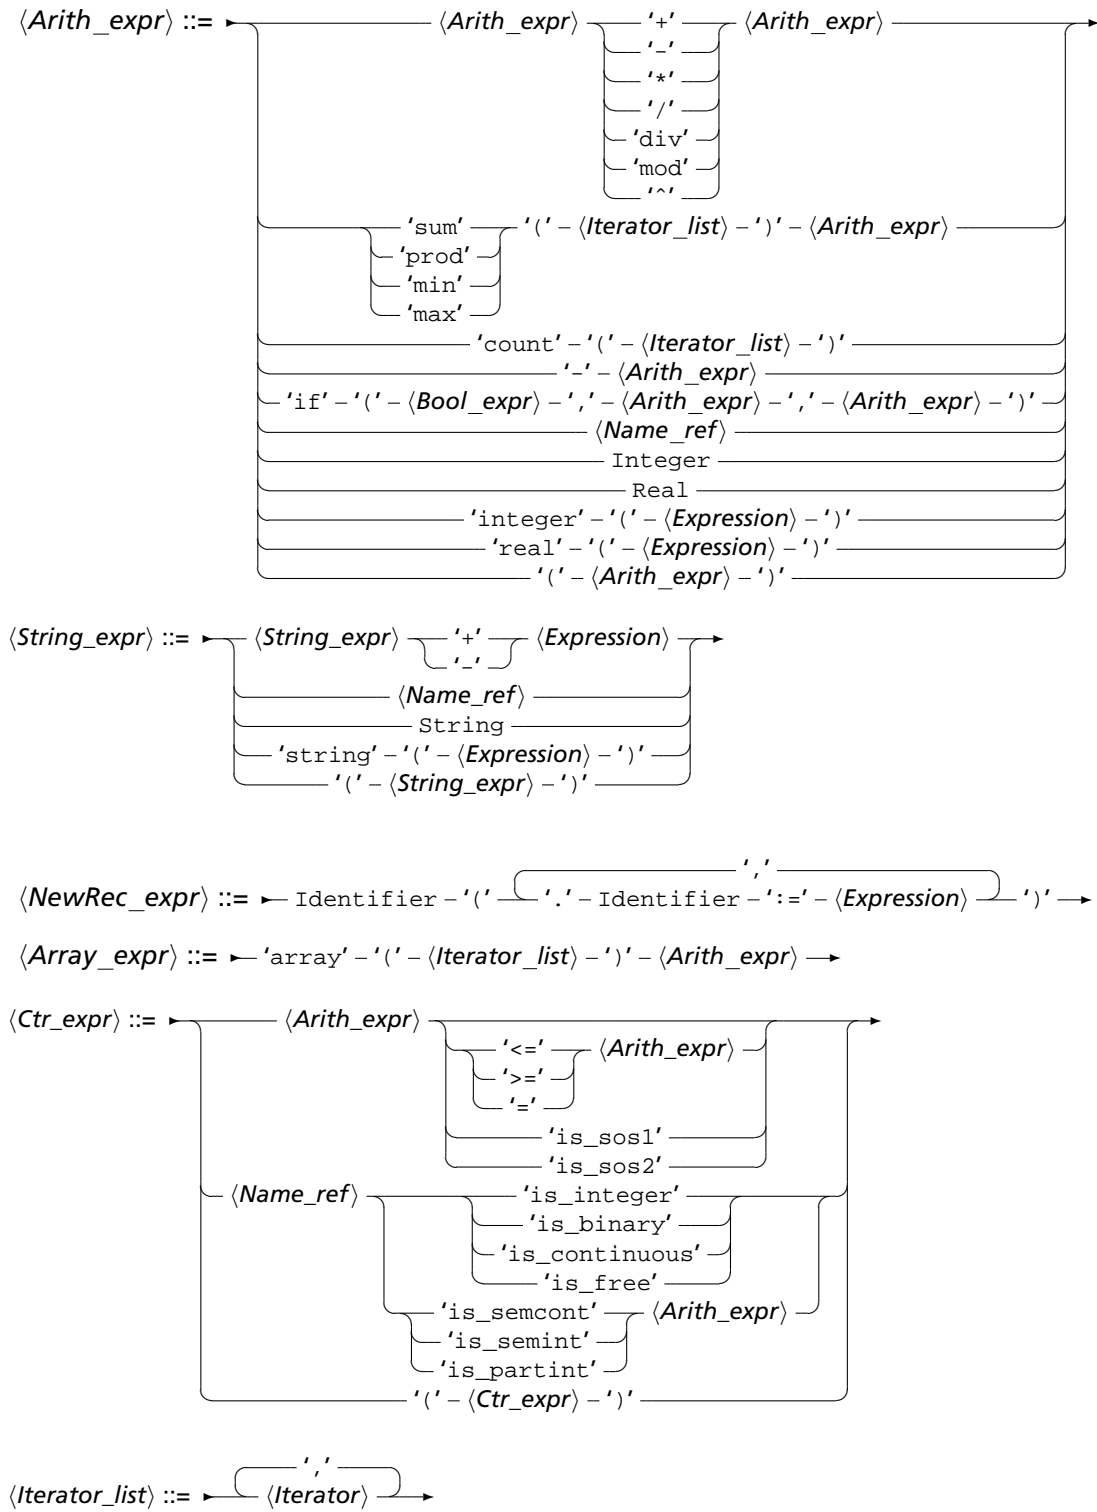 ⟨Arith_expr⟩ ::= ⟨Arith_expr⟩ ‘+’ ⟨Arith_expr⟩
‘-’
‘*’
‘/’
‘div’
‘mod’
‘^’
‘sum’ ‘(’ – ⟨Iterator_list⟩ – ‘)’ – ⟨Arith_expr⟩
‘prod’
‘min’
‘max’
‘count’ – ‘(’ – ⟨Iterator_list⟩ – ‘)’
‘-’ – ⟨Arith_expr⟩
‘if’ – ‘(’ – ⟨Bool_expr⟩ – ‘,’ – ⟨Arith_expr⟩ – ‘,’ – ⟨Arith_expr⟩ – ‘)’
⟨Name_ref⟩
Integer
Real
‘integer’ – ‘(’ – ⟨Expression⟩ – ‘)’
‘real’ – ‘(’ – ⟨Expression⟩ – ‘)’
‘(’ – ⟨Arith_expr⟩ – ‘)’
⟨String_expr⟩ ::= ⟨String_expr⟩ ‘+’ ⟨Expression⟩
‘-’
⟨Name_ref⟩
String
‘string’ – ‘(’ – ⟨Expression⟩ – ‘)’
‘(’ – ⟨String_expr⟩ – ‘)’
‘,’
⟨NewRec_expr⟩ ::= Identifier – ‘(’ ‘.’ – Identifier – ‘:=’ – ⟨Expression⟩ ‘)’
⟨Array_expr⟩ ::= ‘array’ – ‘(’ – ⟨Iterator_list⟩ – ‘)’ – ⟨Arith_expr⟩
⟨Ctr_expr⟩ ::= ⟨Arith_expr⟩
‘<=’ ⟨Arith_expr⟩
‘>=’
‘=’
‘is_sos1’
‘is_sos2’
⟨Name_ref⟩ ‘is_integer’
‘is_binary’
‘is_continuous’
‘is_free’
‘is_semcont’ ⟨Arith_expr⟩
‘is_semint’
‘is_partint’
‘(’ – ⟨Ctr_expr⟩ – ‘)’
‘,’
⟨Iterator_list⟩ ::= ⟨Iterator⟩